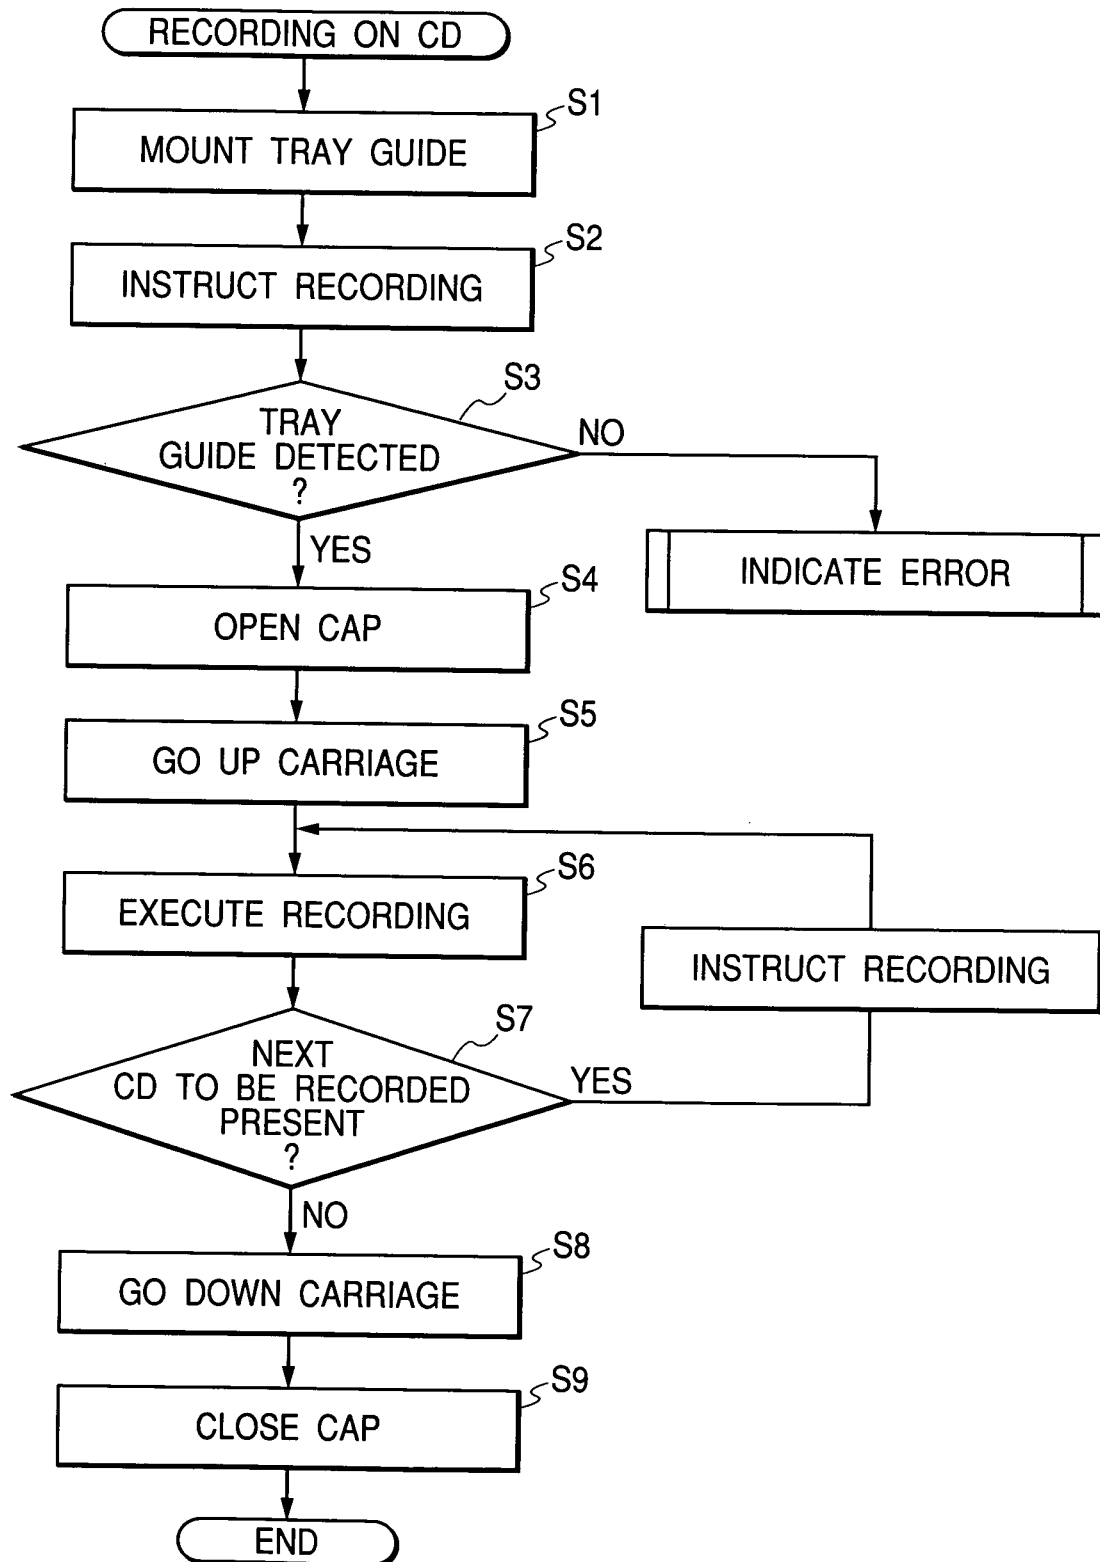 RECORDING ON CD
S1
MOUNT TRAY GUIDE
S2
INSTRUCT RECORDING
S3
TRAY
GUIDE DETECTED
?
NO
YES
INDICATE ERROR
S4
OPEN CAP
S5
GO UP CARRIAGE
S6
EXECUTE RECORDING
INSTRUCT RECORDING
S7
NEXT
CD TO BE RECORDED
PRESENT
?
YES
NO
S8
GO DOWN CARRIAGE
S9
CLOSE CAP
END